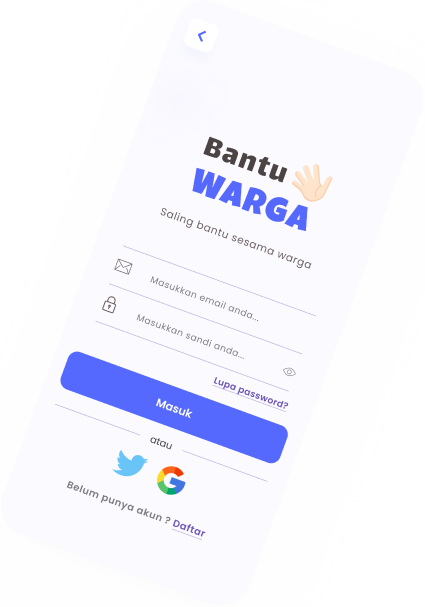 Bantu
WARGA
Saling bantu sesama warga
Masukkan email anda...
Masukkan sandi anda...
Lupa password?
Masuk
atau
Belum punya akun ? Daftar